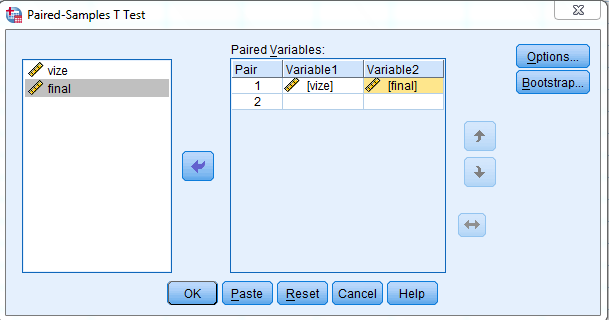 Paired-Samples T Test
vize
final
Paired Variables:
Pair Variable1 Variable2
1 [vize] [final]
2
Options...
Bootstrap...
OK Paste Reset Cancel Help